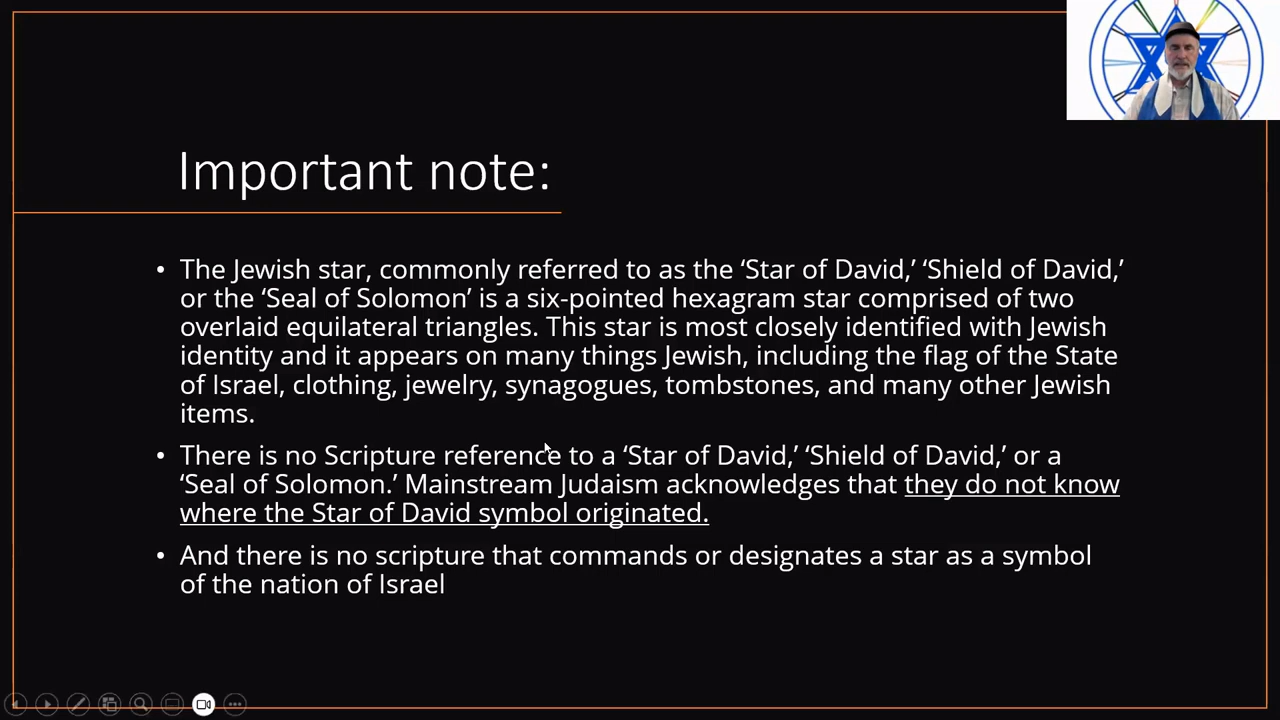 Important note:
• The Jewish star, commonly referred to as the ‘Star of David,’ ‘Shield of David,’
or the ‘Seal of Solomon’ is a six-pointed hexagram star comprised of two
overlaid equilateral triangles. This star is most closely identified with Jewish
identity and it appears on many things Jewish, including the flag of the State
of Israel, clothing, jewelry, synagogues, tombstones, and many other Jewish
items.
• There is no Scripture reference to a ‘Star of David,’ ‘Shield of David,’ or a
‘Seal of Solomon.’ Mainstream Judaism acknowledges that they do not know
where the Star of David symbol originated.
• And there is no scripture that commands or designates a star as a symbol
of the nation of Israel